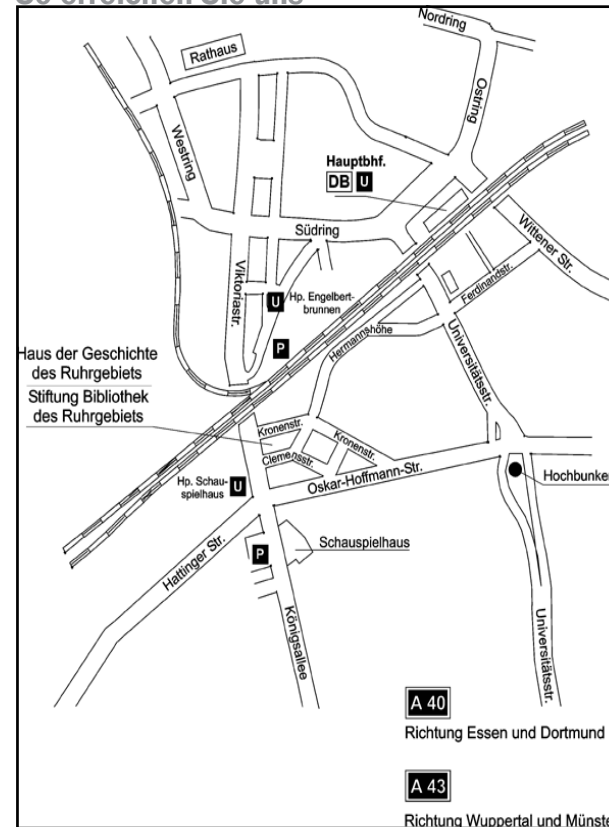 So erreichen Sie uns
Nordring
Rathaus
Ostring
Westring
Hauptbhf.
DB U
Südring
Wittener Str.
Viktoriastr.
U
Hp. Engelbert-
brunnen
Ferdinandstr.
P
Hermannshöhe
Universitätsstr.
Haus der Geschichte
des Ruhrgebiets
Stiftung Bibliothek
des Ruhrgebiets
Kronenstr.
Kronenstr.
Clemensstr.
Hp. Schau-
spielhaus
U
Oskar-Hoffmann-Str.
Hochbunker
Schauspielhaus
P
Hattinger Str.
Königsallee
Universitätsstr.
A 40
Richtung Essen und Dortmund
A 43
Richtung Wuppertal und Münste